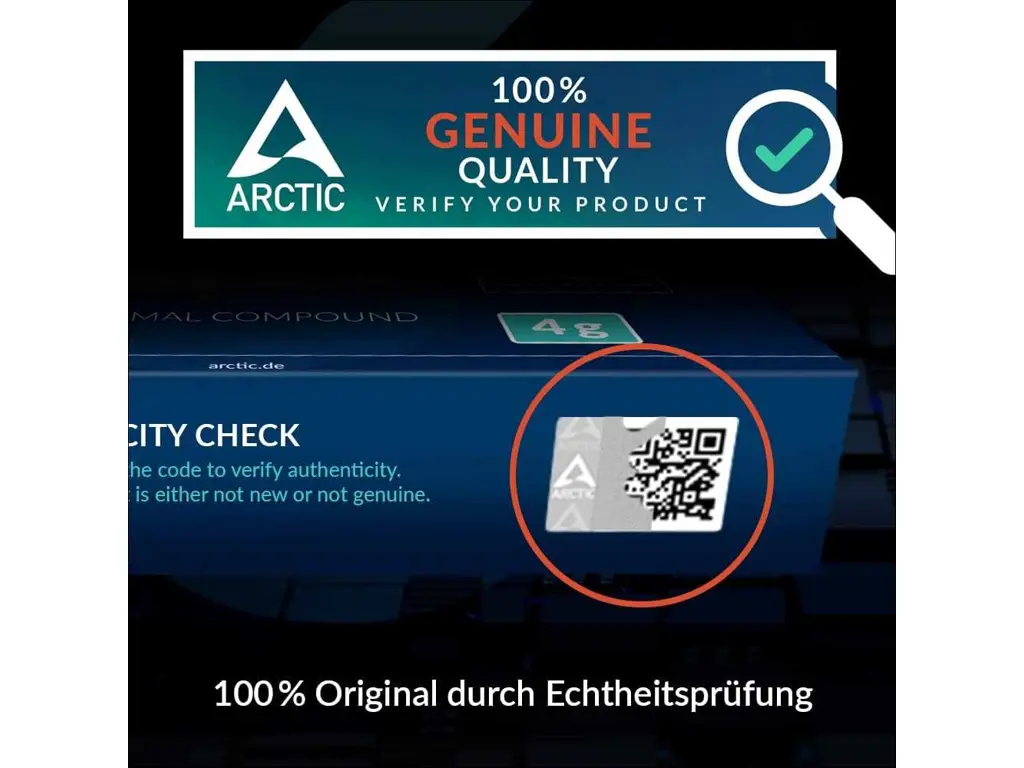 100%
GENUINE
QUALITY
VERIFY YOUR PRODUCT
ARCTIC
MAL COMPOUND
4g
arctic.de
CITY CHECK
he code to verify authenticity.
is either not new or not genuine.
ARCTIC
100% Original durch Echtheitsprüfung